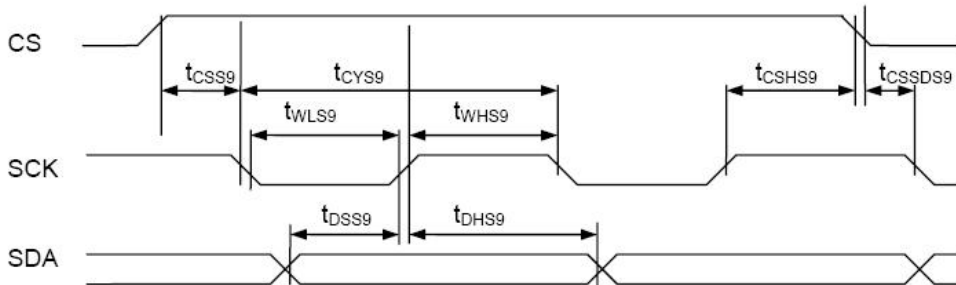 CS
tCSS9
tCYS9
tCSHS9
tCSSDS9
tWLS9
tWHS9
SCK
tDSS9
tDHS9
SDA